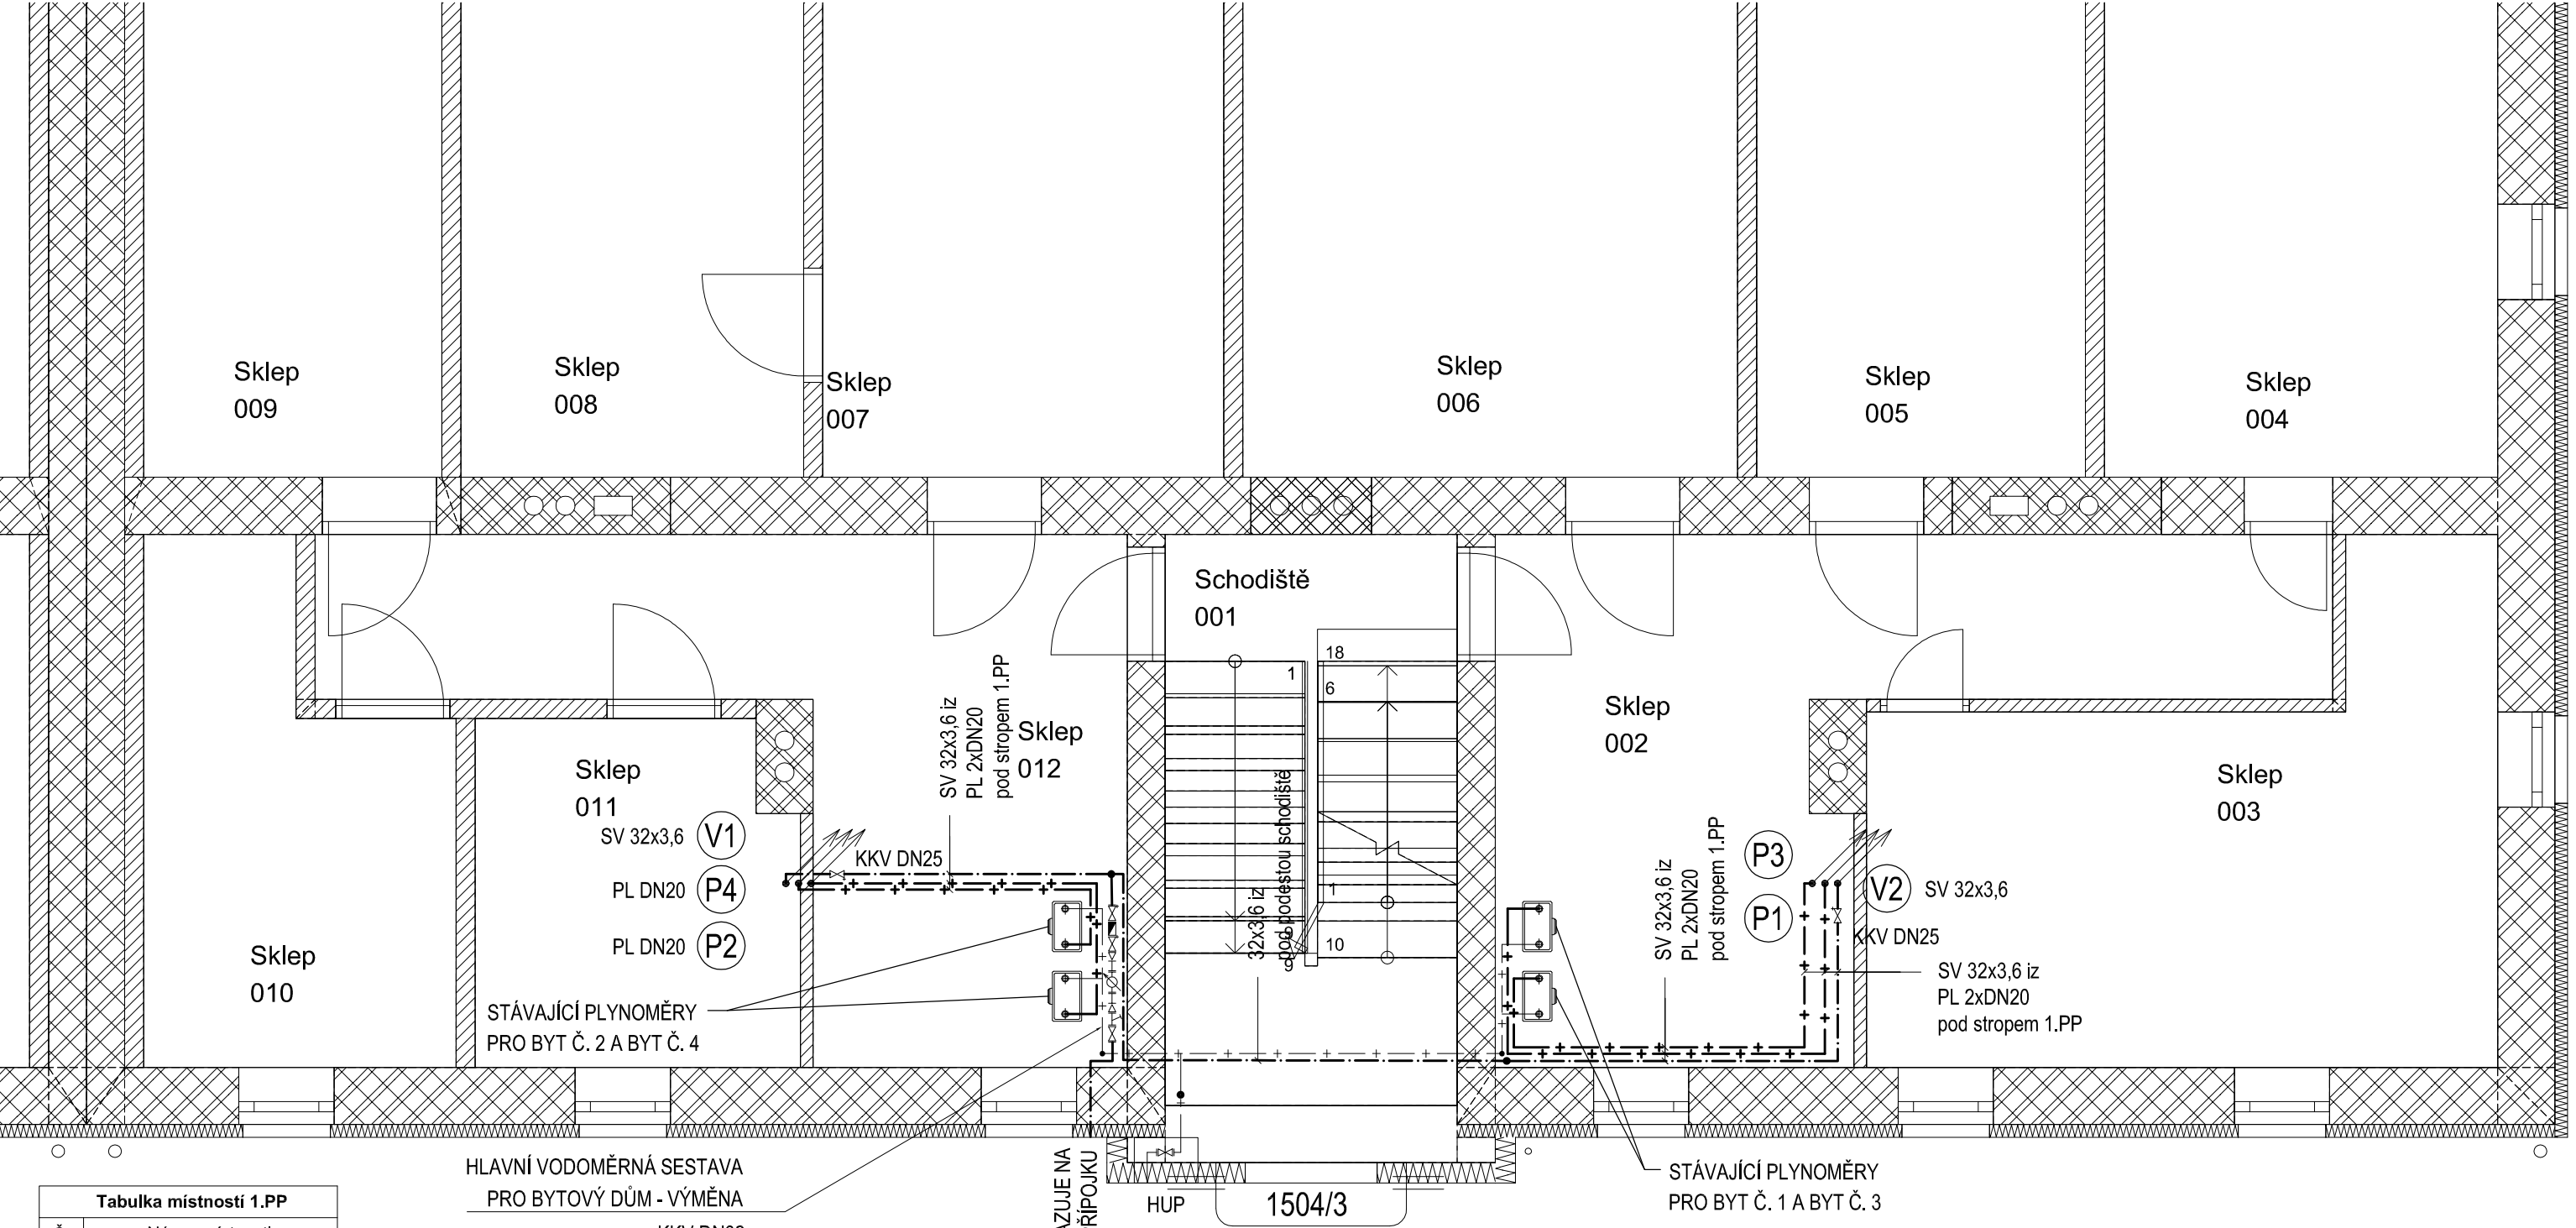 Sklep
009
Sklep
008
Sklep
007
Sklep
006
Sklep
005
Sklep
004
Schodiště
001
18
1
6
1
10
9
SV 32x3,6 iz
PL 2xDN20
pod stropem 1.PP
Sklep
012
Sklep
002
Sklep
011
Sklep
003
SV 32x3,6
V1
KKV DN25
PL DN20
P4
PL DN20
P2
32x3,6 iz
pod podestou schodiště
SV 32x3,6 iz
PL 2xDN20
pod stropem 1.PP
P3
P1
V2
SV 32x3,6
KKV DN25
SV 32x3,6 iz
PL 2xDN20
pod stropem 1.PP
Sklep
010
STÁVAJÍCÍ PLYNOMĚRY
PRO BYT Č. 2 A BYT Č. 4
HLAVNÍ VODOMĚRNÁ SESTAVA
PRO BYTOVÝ DŮM - VÝMĚNA
HUP
1504/3
STÁVAJÍCÍ PLYNOMĚRY
PRO BYT Č. 1 A BYT Č. 3
Tabulka místností 1.PP